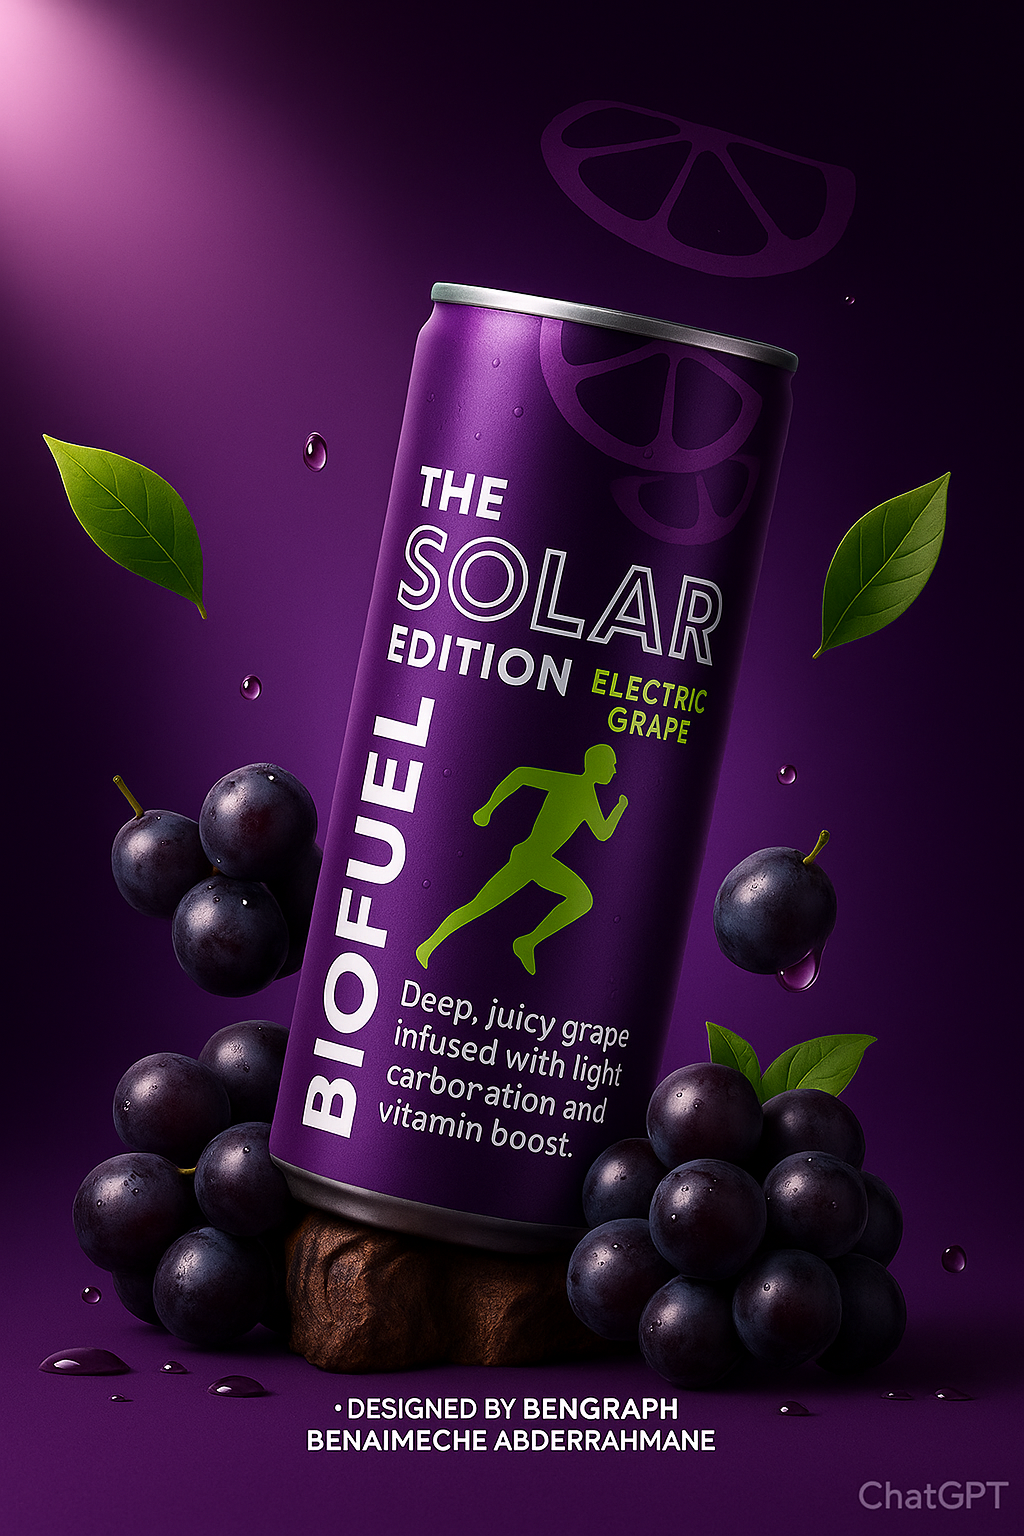 THE
SOLAR
EDITION
ELECTRIC
GRAPE
BIOFUEL
Deep, juicy grape
infused with light
carboration and
vitamin boost.
• DESIGNED BY BENGRAPH
BENAIMECHE ABDERRAHMANE
ChatGPT